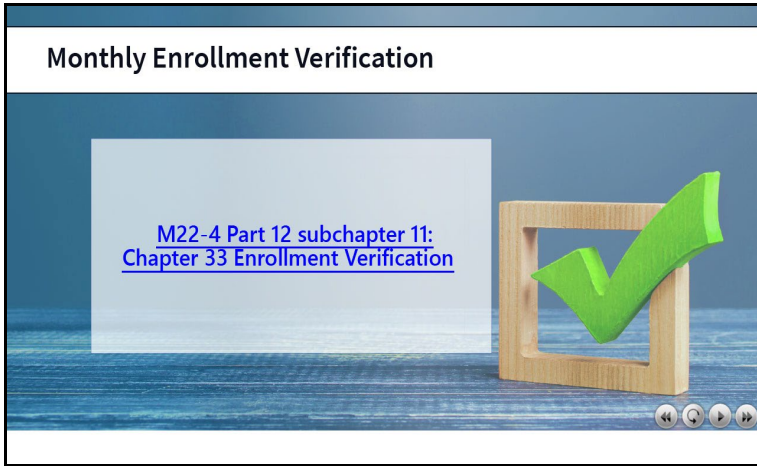 Monthly Enrollment Verification
M22-4 Part 12 subchapter 11:
Chapter 33 Enrollment Verification